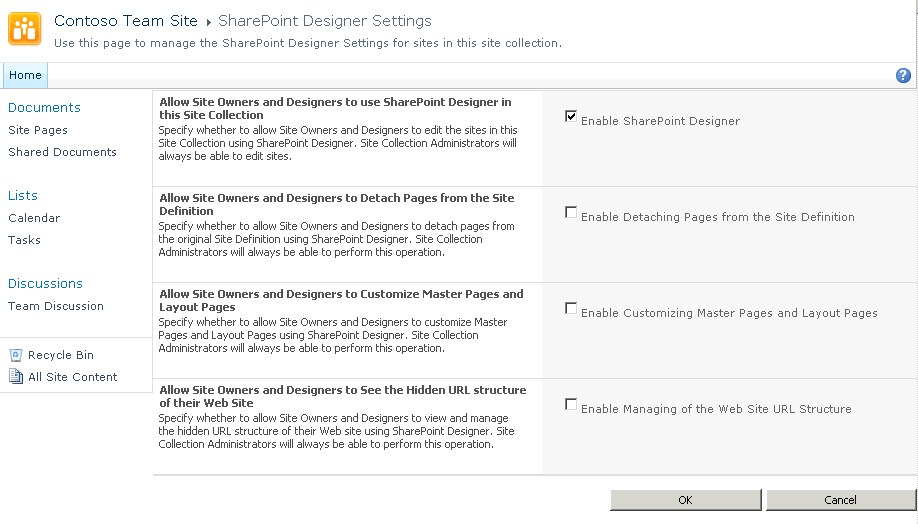 Contoso Team Site ▸ SharePoint Designer Settings
Use this page to manage the SharePoint Designer Settings for sites in this site collection.
Home
Documents
Site Pages
Shared Documents
Lists
Calendar
Tasks
Discussions
Team Discussion
Recycle Bin
All Site Content
Allow Site Owners and Designers to use SharePoint Designer in
this Site Collection
Specify whether to allow Site Owners and Designers to edit the sites in this
Site Collection using SharePoint Designer. Site Collection Administrators will
always be able to edit sites.
Enable SharePoint Designer
Allow Site Owners and Designers to Detach Pages from the Site
Definition
Specify whether to allow Site Owners and Designers to detach pages from
the original Site Definition using SharePoint Designer. Site Collection
Administrators will always be able to perform this operation.
Enable Detaching Pages from the Site Definition
Allow Site Owners and Designers to Customize Master Pages and
Layout Pages
Specify whether to allow Site Owners and Designers to customize Master
Pages and Layout Pages using SharePoint Designer. Site Collection
Administrators will always be able to perform this operation.
Enable Customizing Master Pages and Layout Pages
Allow Site Owners and Designers to See the Hidden URL structure
of their Web Site
Specify whether to allow Site Owners and Designers to view and manage
the hidden URL structure of their Web site using SharePoint Designer. Site
Collection Administrators will always be able to perform this operation.
Enable Managing of the Web Site URL Structure
OK
Cancel